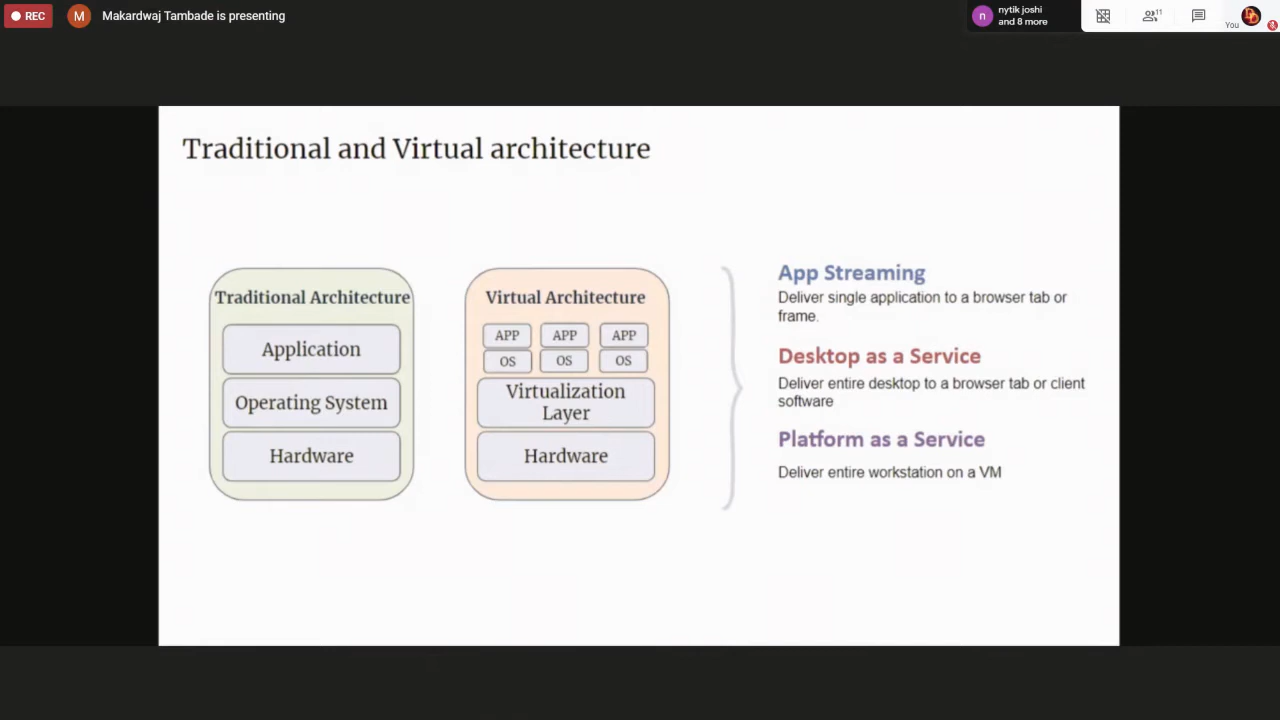 REC
M
Makardwaj Tambade is presenting
n
nytik joshi
and 8 more
11
You
Traditional and Virtual architecture
Traditional Architecture
Application
Operating System
Hardware
Virtual Architecture
APP APP APP
OS OS OS
Virtualization
Layer
Hardware
App Streaming
Deliver single application to a browser tab or
frame.
Desktop as a Service
Deliver entire desktop to a browser tab or client
software
Platform as a Service
Deliver entire workstation on a VM